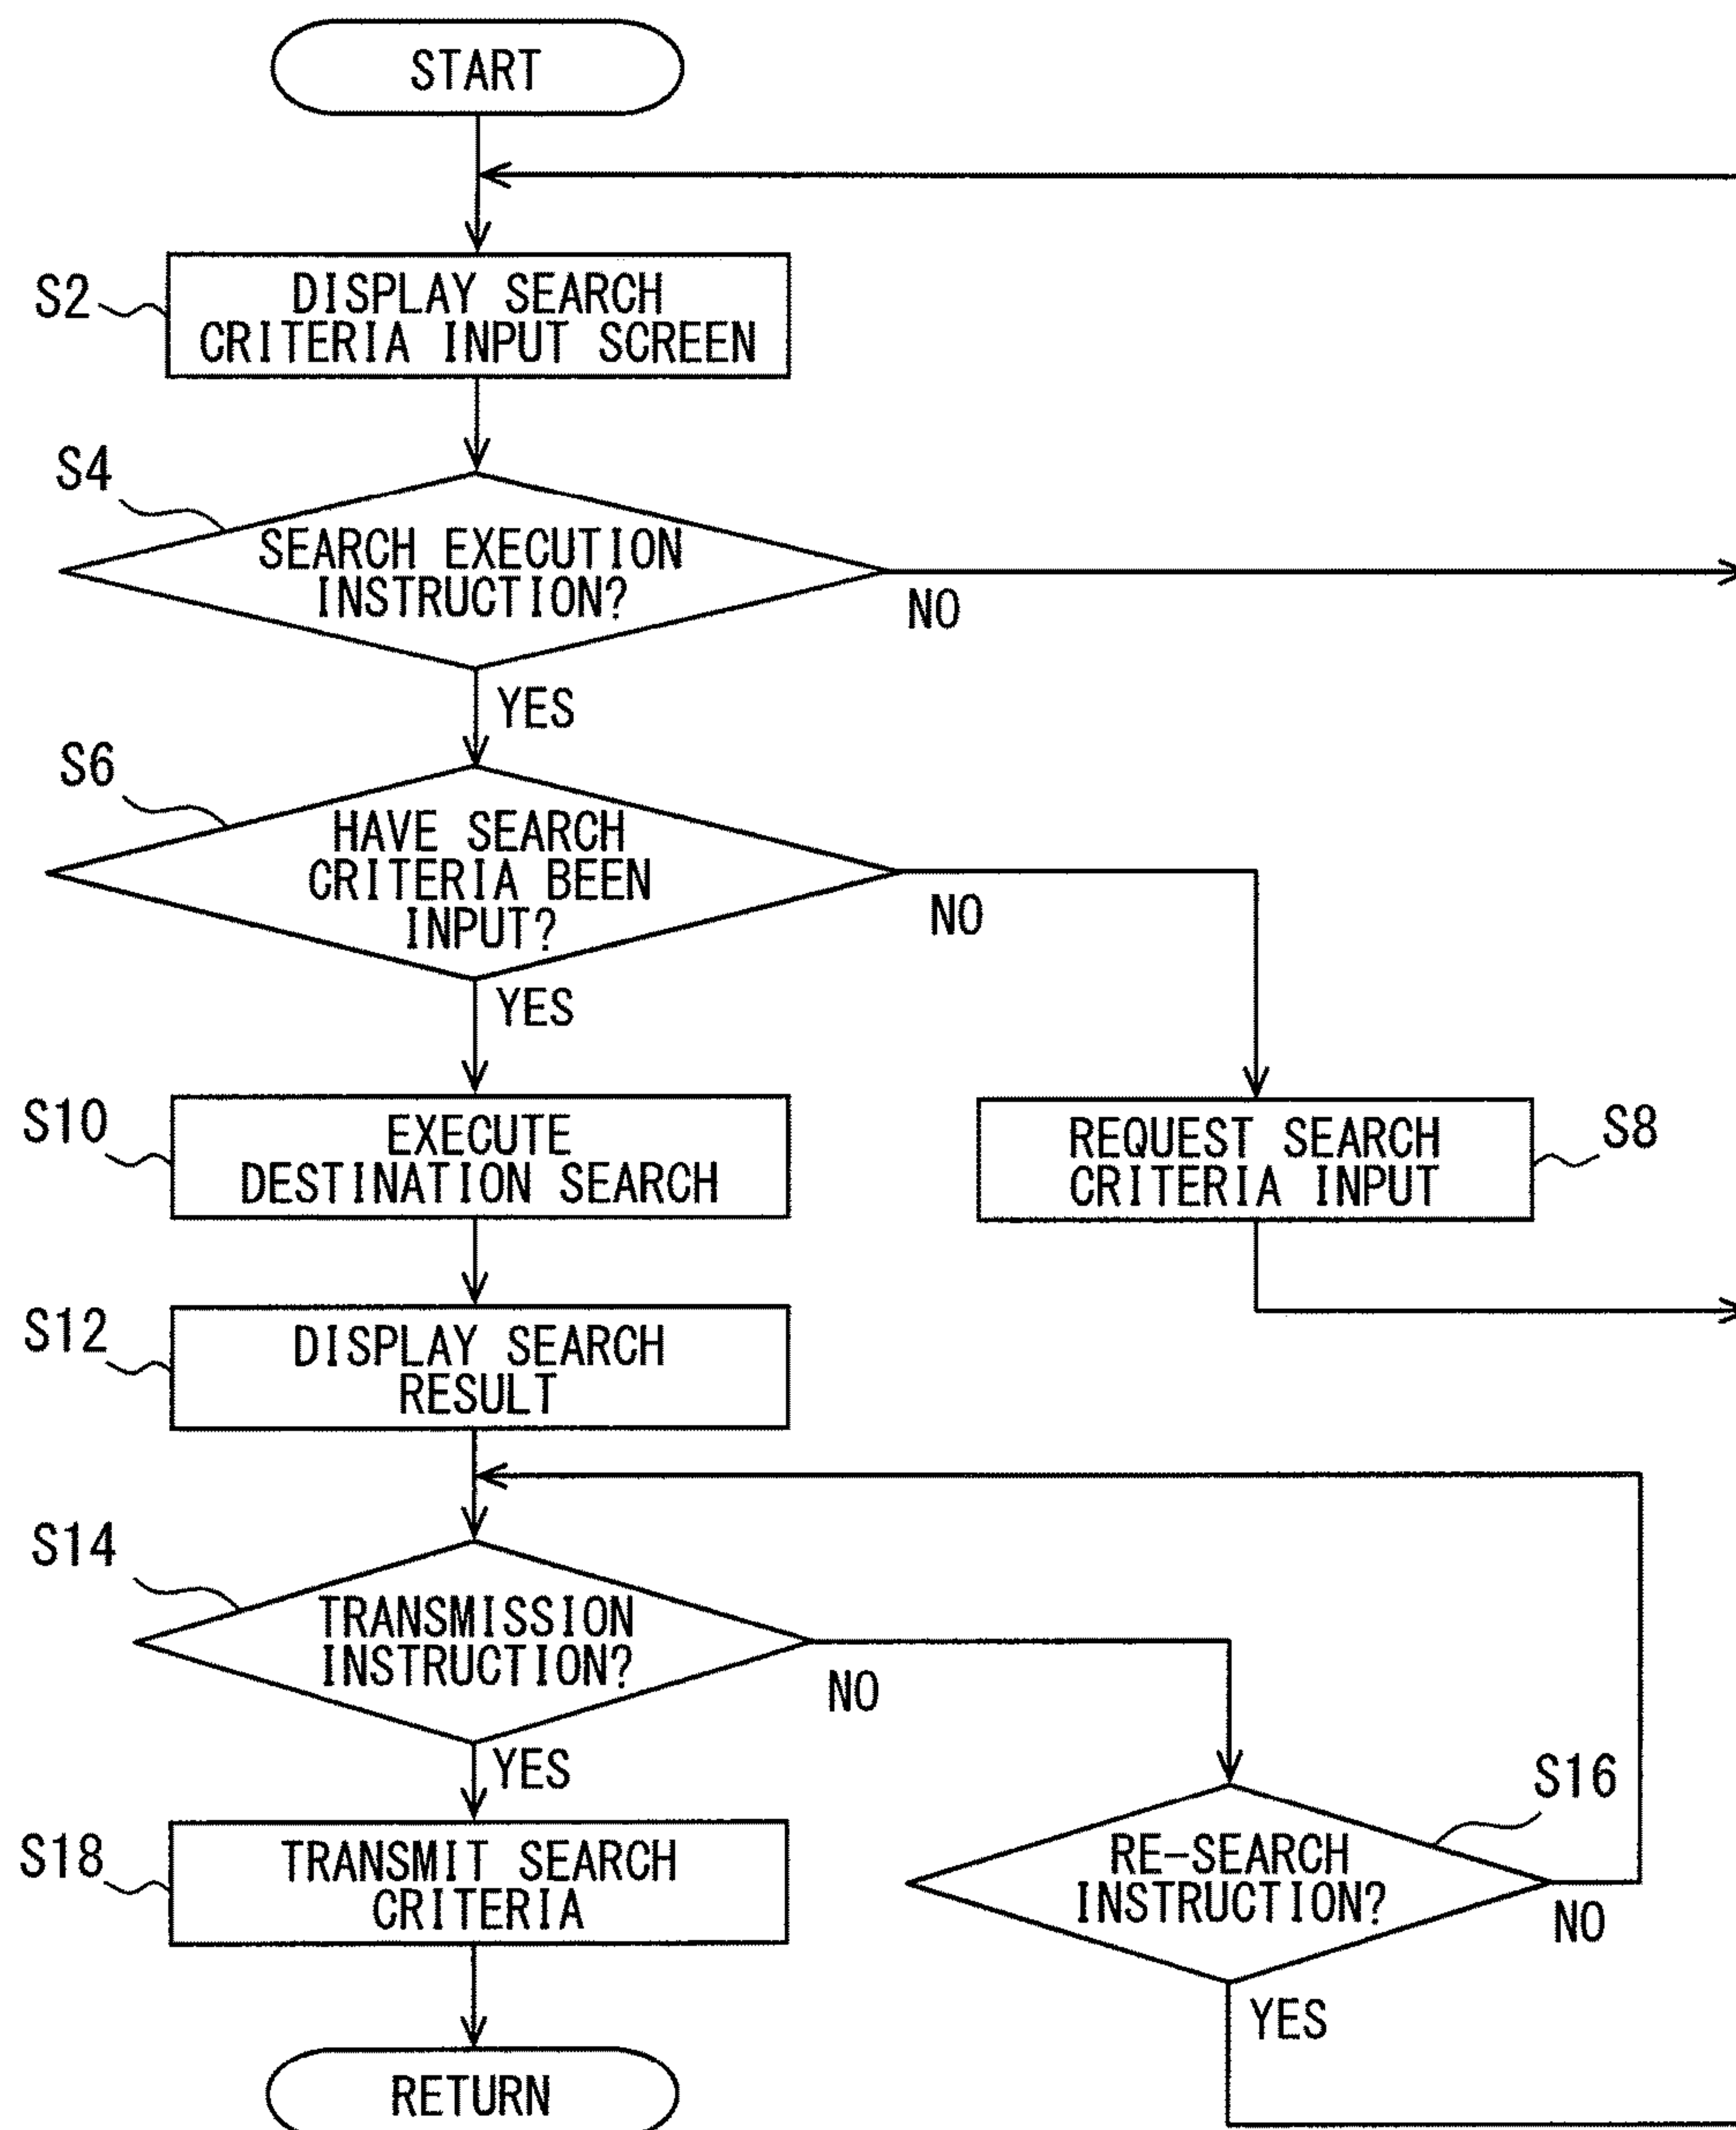 START
S2
DISPLAY SEARCH
CRITERIA INPUT SCREEN
S4
SEARCH EXECUTION
INSTRUCTION?
NO
YES
S6
HAVE SEARCH
CRITERIA BEEN
INPUT?
NO
YES
S10
EXECUTE
DESTINATION SEARCH
REQUEST SEARCH
CRITERIA INPUT
S8
S12
DISPLAY SEARCH
RESULT
S14
TRANSMISSION
INSTRUCTION?
NO
YES
S16
RE-SEARCH
INSTRUCTION?
NO
YES
S18
TRANSMIT SEARCH
CRITERIA
RETURN